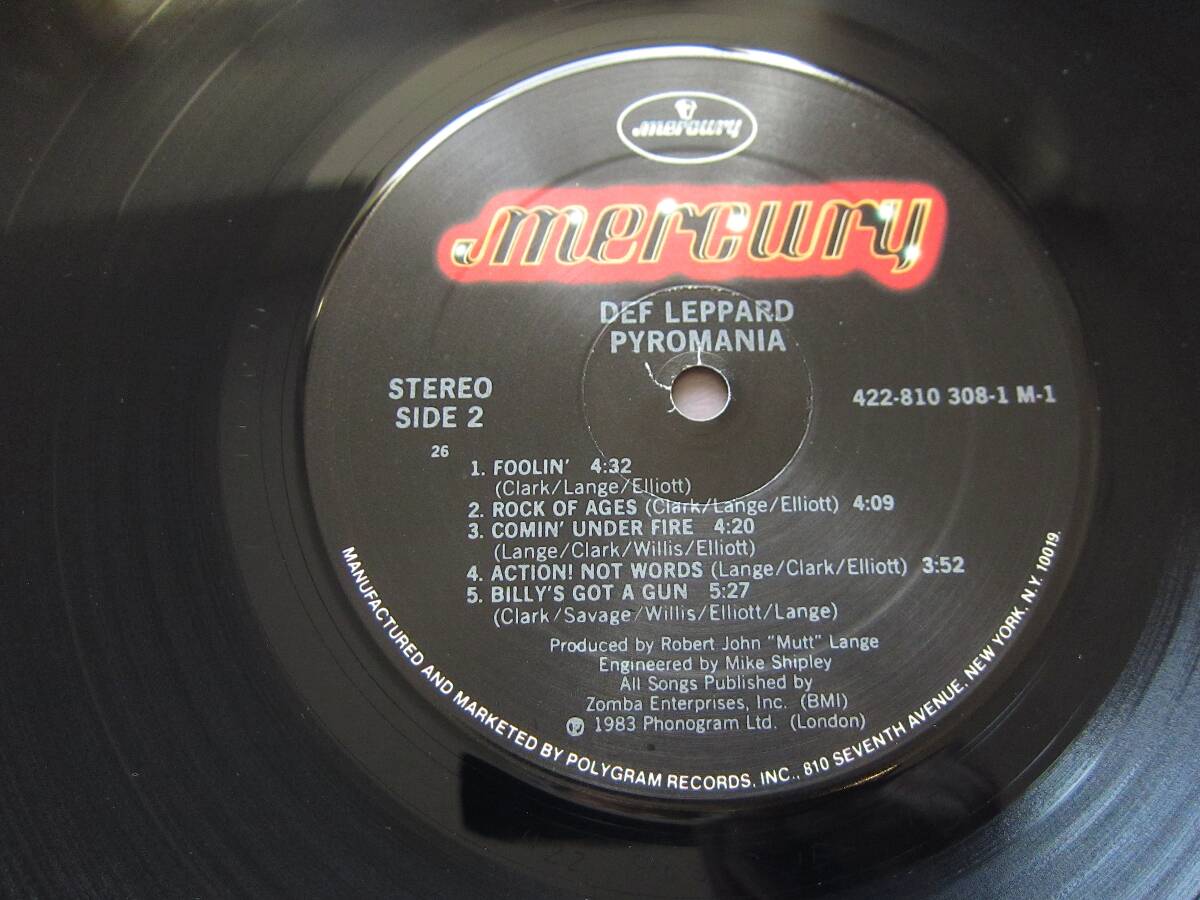 mercury
mercury
DEF LEPPARD
PYROMANIA
STEREO
SIDE 2
422-810 308-1 M-1
26
1. FOOLIN' 4:32
(Clark/Lange/Elliott)
2. ROCK OF AGES (Clark/Lange/Elliott) 4:09
3. COMIN' UNDER FIRE 4:20
(Lange/Clark/Willis/Elliott)
4. ACTION! NOT WORDS (Lange/Clark/Elliott) 3:52
5. BILLY'S GOT A GUN 5:27
(Clark/Savage/Willis/Elliott/Lange)
Produced by Robert John "Mutt" Lange
Engineered by Mike Shipley
All Songs Published by
Zomba Enterprises, Inc. (BMI)
℗ 1983 Phonogram Ltd. (London)
MANUFACTURED AND MARKETED BY POLYGRAM RECORDS, INC., 810 SEVENTH AVENUE, NEW YORK, N.Y. 10019